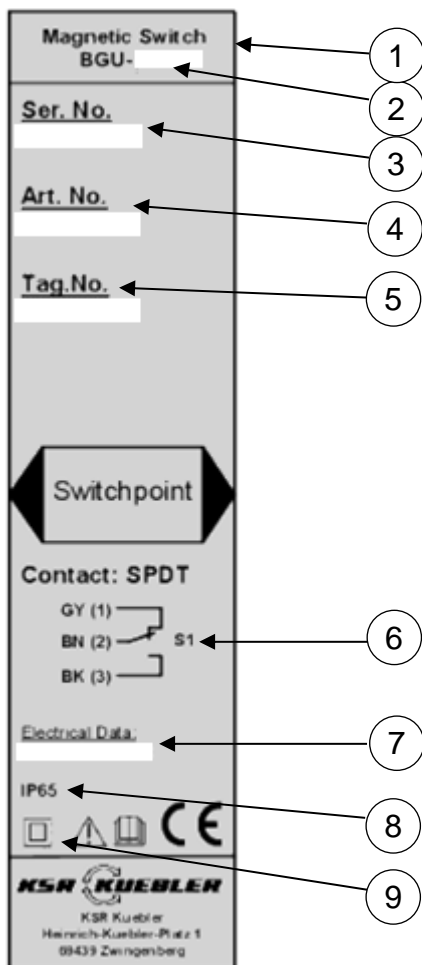 Magnetic Switch
BGU-
Ser. No.
Art. No.
Tag.No.
Switchpoint
Contact: SPDT
GY (1)
BN (2) S1
BK (3)
Electrical Data:
IP65
CE
KSR KUEBLER
KSR Kuebler
Heinrich-Kuebler-Platz 1
69439 Zwingenberg
1
2
3
4
5
6
7
8
9